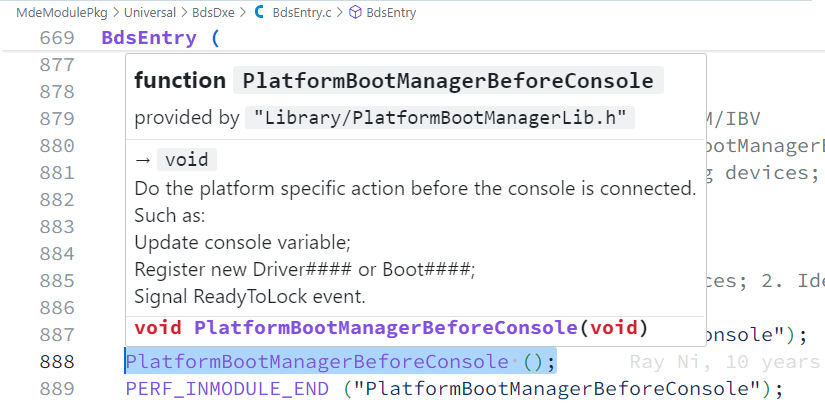 MdeModulePkg > Universal > BdsDxe > C BdsEntry.c > BdsEntry
669 BdsEntry (
877
878
879 M/IBV
880 ootManagerB
881 g devices;
882
883
884
885 ces; 2. Ide
886
887 onsole");
888 PlatformBootManagerBeforeConsole ();  Ray Ni, 10 years
889 PERF_INMODULE_END ("PlatformBootManagerBeforeConsole");
function PlatformBootManagerBeforeConsole
provided by "Library/PlatformBootManagerLib.h"
→ void
Do the platform specific action before the console is connected.
Such as:
Update console variable;
Register new Driver#### or Boot####;
Signal ReadyToLock event.
void PlatformBootManagerBeforeConsole(void)